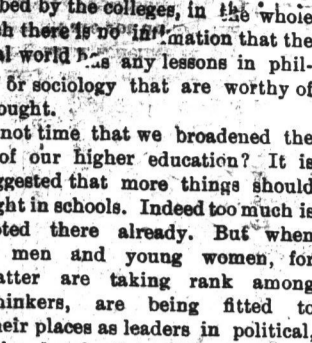 bed by the colleges, in the whole
ch there is no intimation that the
al world has any lessons in phil-
or sociology that are worthy of
ought.
not time that we broadened the
of our higher education? It is
ggested that more things should
ght in schools. Indeed too much is
pted there already. But when
men and young women, for
atter are taking rank among
hinkers, are being fitted to
heir places as leaders in political,